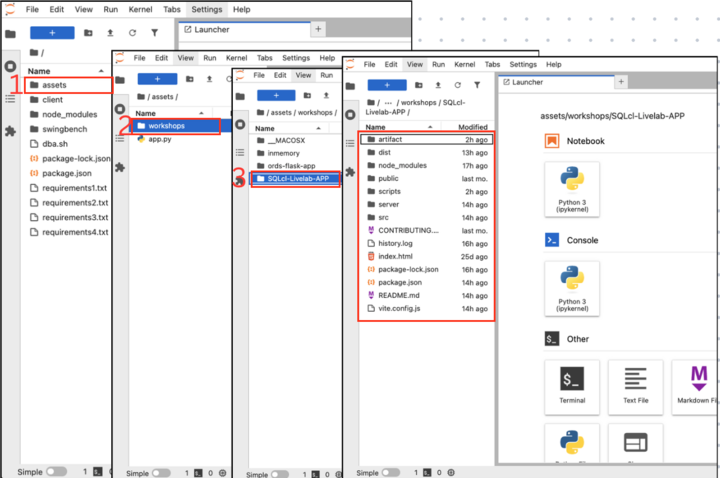 File Edit View Run Kernel Tabs Settings Help
+
/
Name
1
assets
client
node_modules
swingbench
dba.sh
package-lock.json
package.json
requirements1.txt
requirements2.txt
requirements3.txt
requirements4.txt
Simple 1 0
Launcher +
File Edit View Run Kernel Tabs Settings Help
+
/ assets /
Name
2
workshops
app.py
Simple 1 0
File Edit View Run
+
/ assets / workshops /
Name
__MACOSX
inmemory
ords-flask-app
3
SQLcl-Livelab-APP
Simple 1 0
File Edit View Run Kernel Tabs Settings Help
+
/ ... / workshops / SQLcl-
Livelab-APP /
Name Modified
artifact 2h ago
dist 13h ago
node_modules 17h ago
public last mo.
scripts 2h ago
server 14h ago
src 14h ago
CONTRIBUTING.... last mo.
history.log 16h ago
index.html 25d ago
package-lock.json 16h ago
package.json 14h ago
README.md 14h ago
vite.config.js 14h ago
Simple 1 0
Launcher +
assets/workshops/SQLcl-Livelab-APP
Notebook
Python 3
(ipykernel)
Console
Python 3
(ipykernel)
$_ Other
$_
Terminal
Text File
Markdown Fi